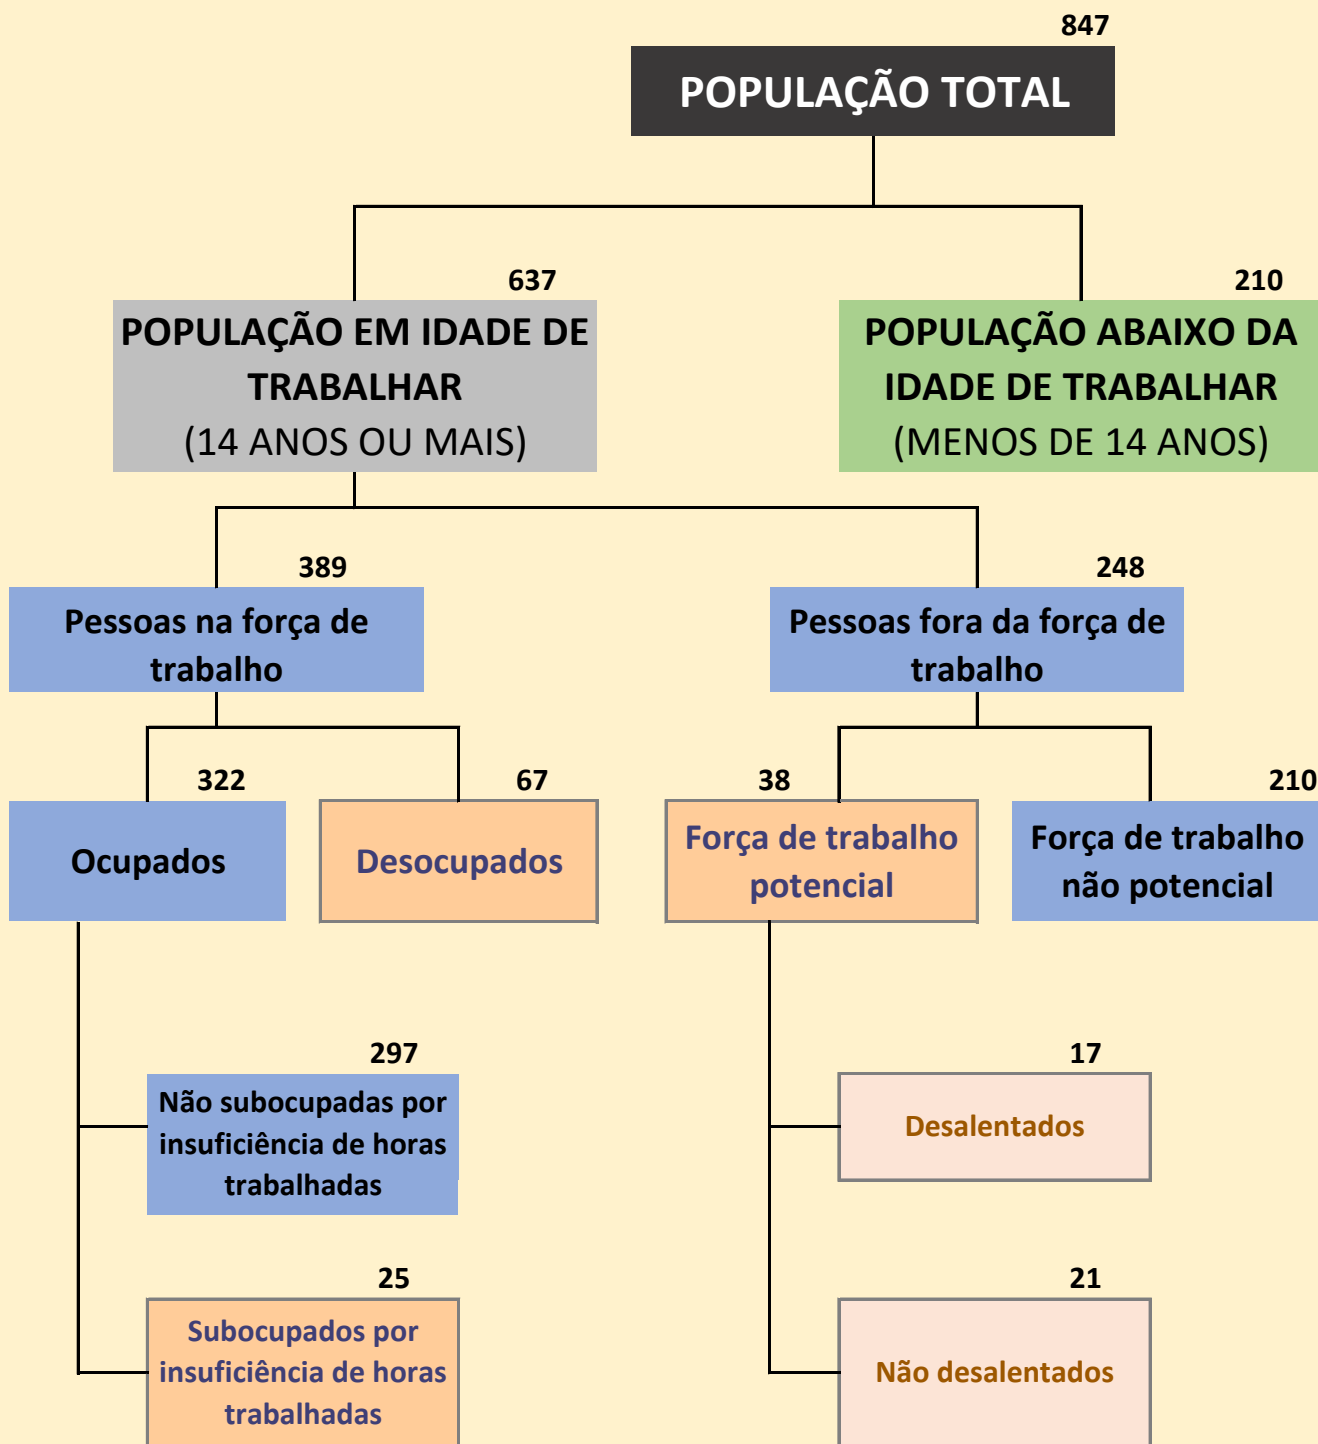 847
POPULAÇÃO TOTAL
637
POPULAÇÃO EM IDADE DE
TRABALHAR
(14 ANOS OU MAIS)
210
POPULAÇÃO ABAIXO DA
IDADE DE TRABALHAR
(MENOS DE 14 ANOS)
389
Pessoas na força de
trabalho
248
Pessoas fora da força de
trabalho
322
Ocupados
67
Desocupados
38
Força de trabalho
potencial
210
Força de trabalho
não potencial
297
Não subocupadas por
insuficiência de horas
trabalhadas
17
Desalentados
25
Subocupados por
insuficiência de horas
trabalhadas
21
Não desalentados